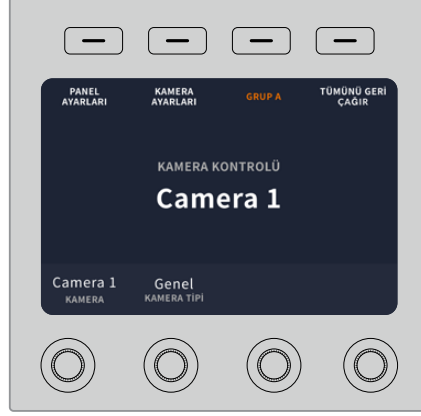 PANEL
AYARLARI
KAMERA
AYARLARI
GRUP A
TÜMÜNÜ GERİ
ÇAĞIR
KAMERA KONTROLÜ
Camera 1
Camera 1
KAMERA
Genel
KAMERA TİPİ